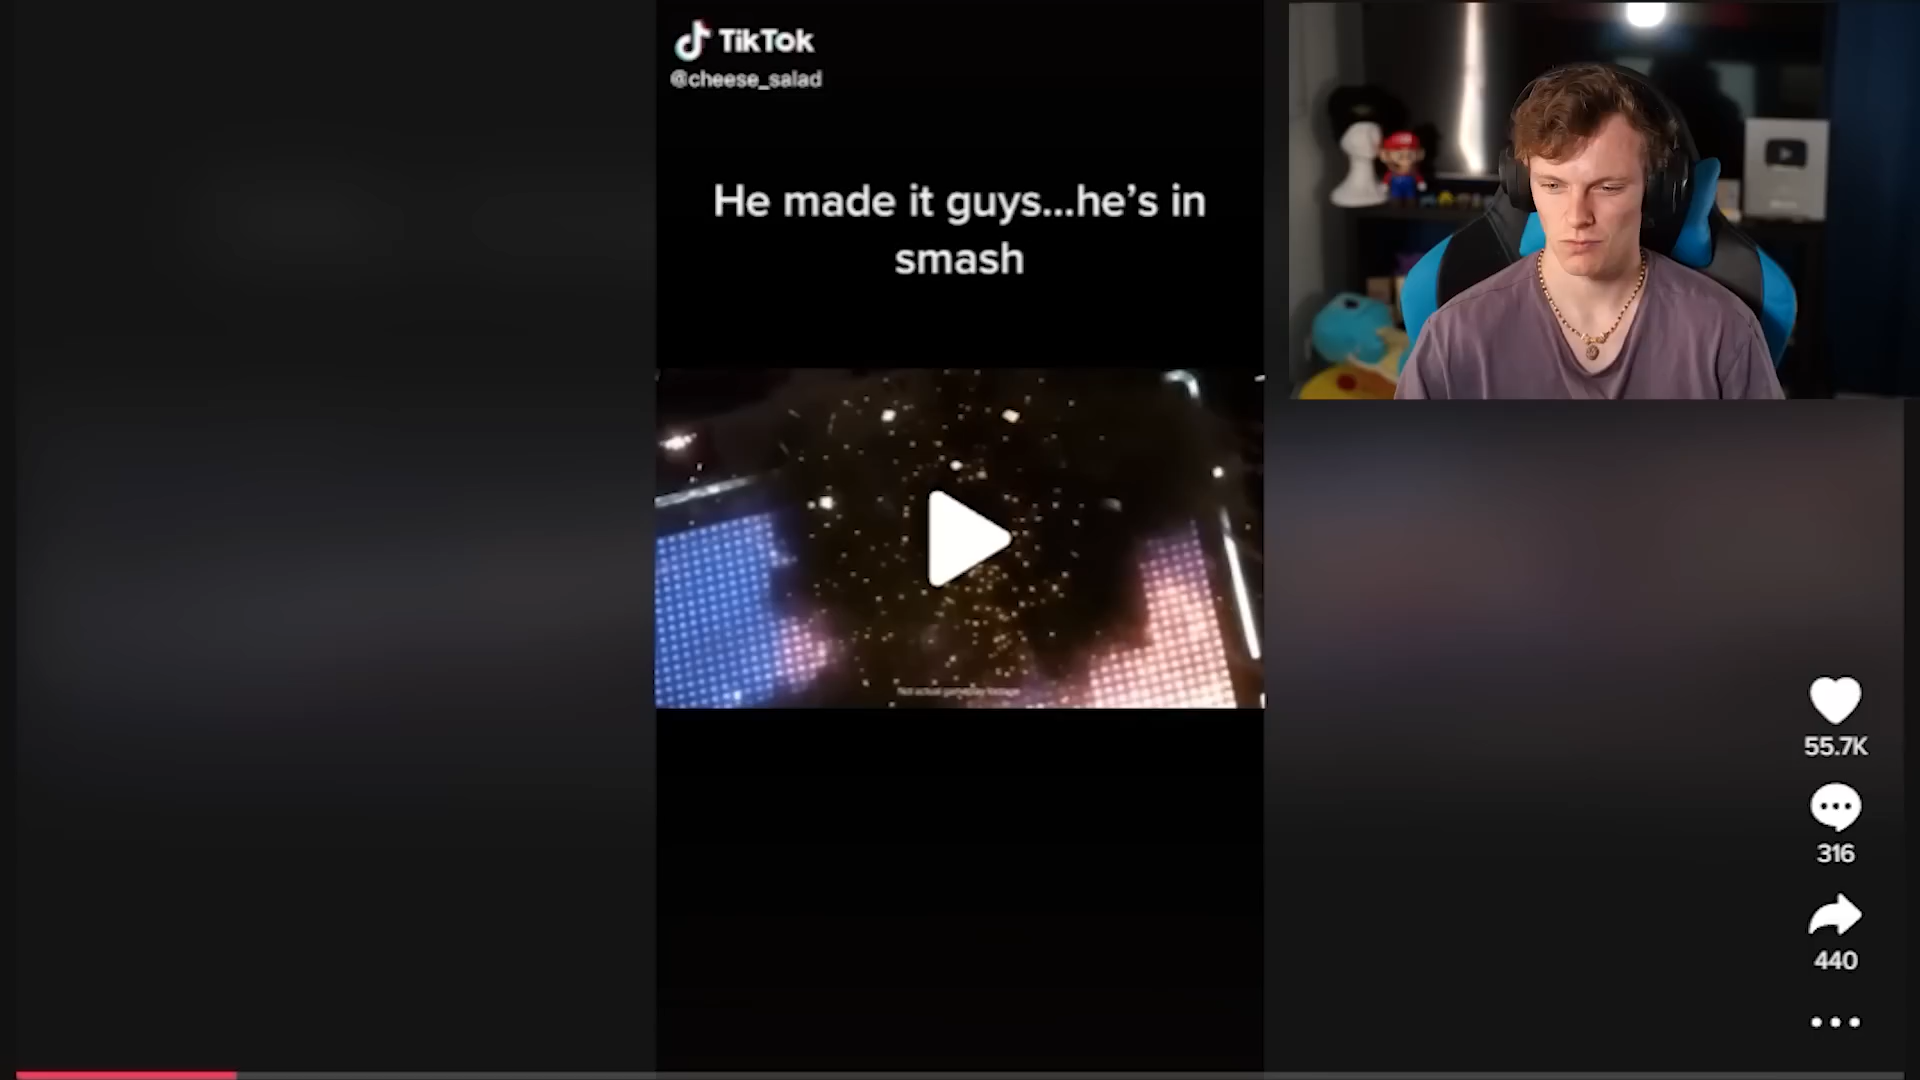 TikTok
@cheese_salad
He made it guys...he's in
smash
Not actual gameplay footage
55.7K
316
440